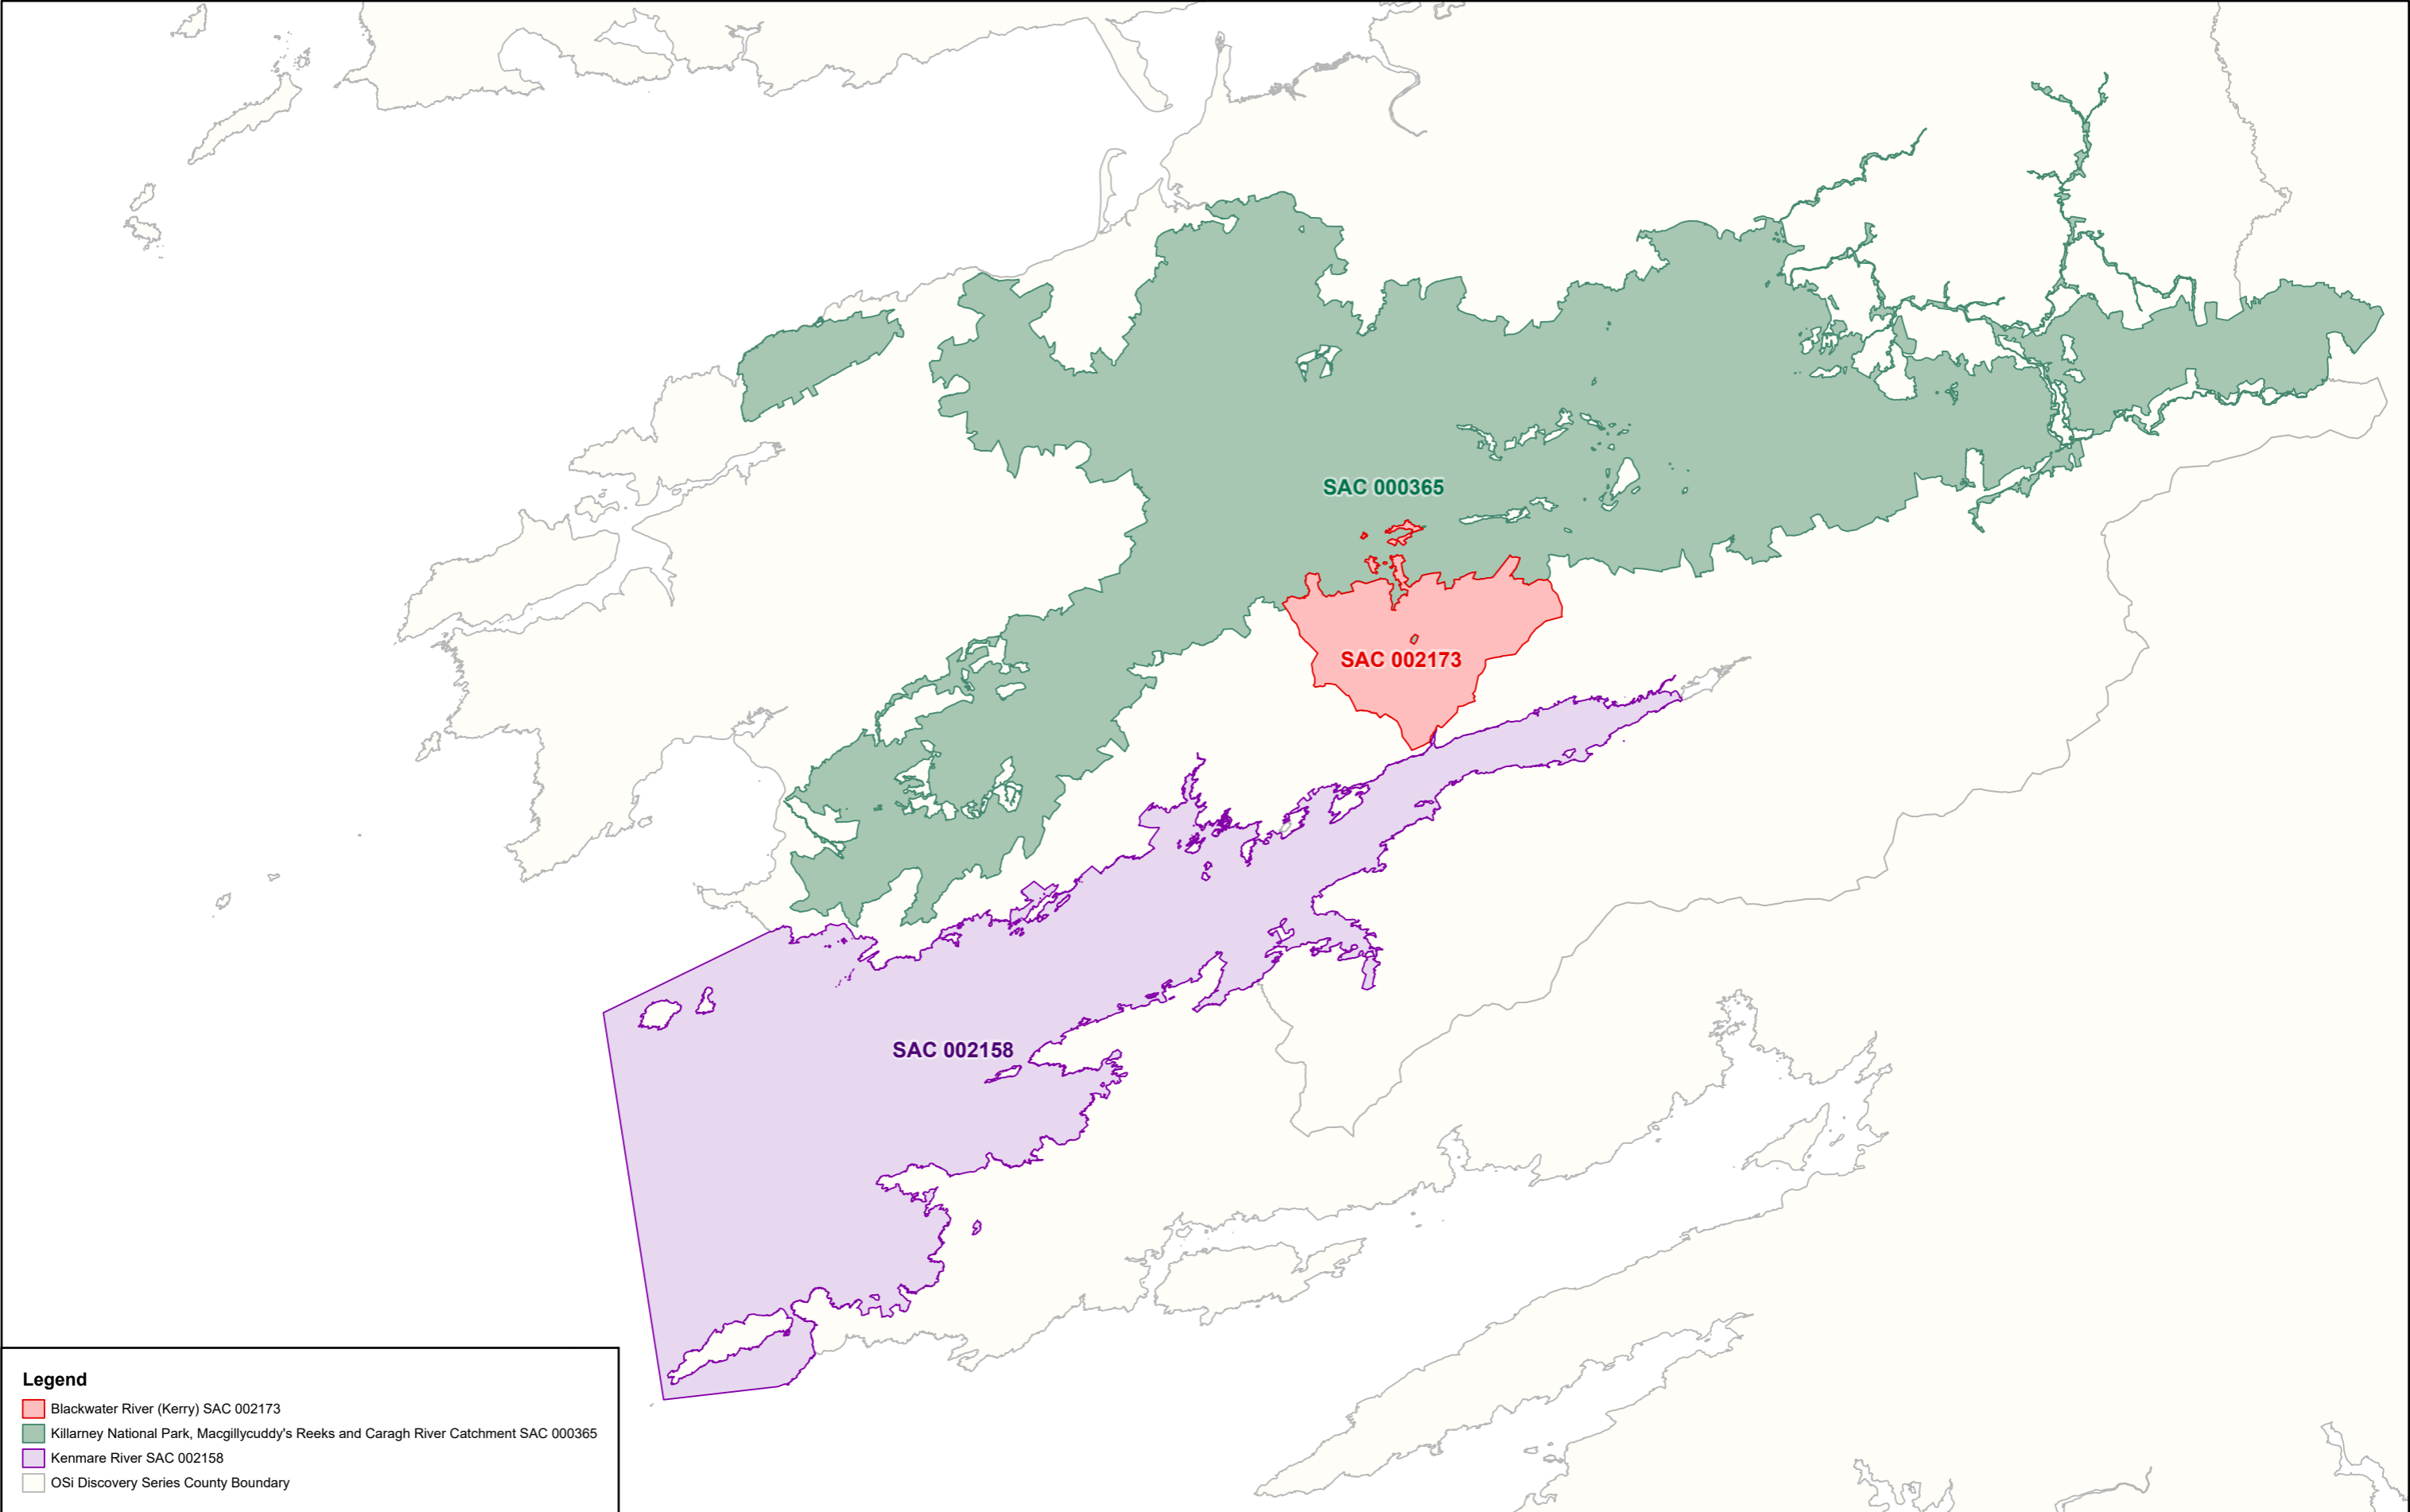 SAC 000365
SAC 002173
SAC 002158
Legend
Blackwater River (Kerry) SAC 002173
Killarney National Park, Macgillycuddy's Reeks and Caragh River Catchment SAC 000365
Kenmare River SAC 002158
OSi Discovery Series County Boundary